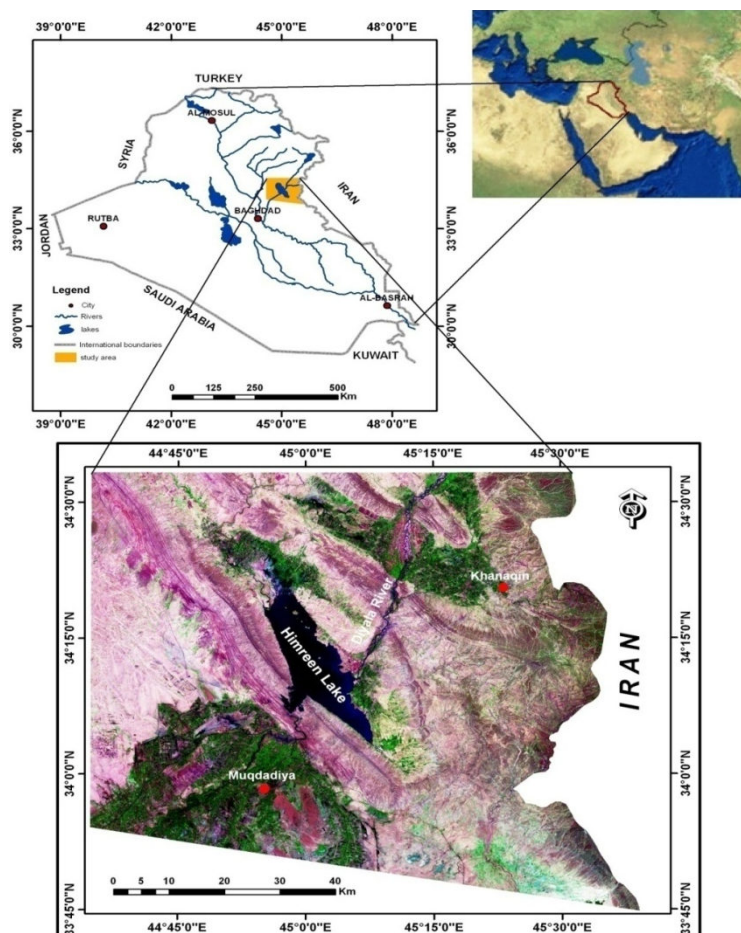 39°0'0"E 42°0'0"E 45°0'0"E 48°0'0"E
36°0'0"N
33°0'0"N
30°0'0"N
TURKEY
AL-MOSUL
SYRIA
IRAN
BAGHDAD
RUTBA
JORDAN
SAUDI ARABIA
AL-BASRAH
KUWAIT
Legend
City
Rivers
lakes
International boundaries
study area
0 125 250 500
Km
36°0'0"N
33°0'0"N
30°0'0"N
39°0'0"E 42°0'0"E 45°0'0"E 48°0'0"E
44°45'0"E 45°0'0"E 45°15'0"E 45°30'0"E
34°30'0"N
34°15'0"N
34°0'0"N
33°45'0"N
N
Khanaqin
Diyala River
Himreen Lake
IRAN
Muqdadiya
0 5 10 20 30 40
Km
34°30'0"N
34°15'0"N
34°0'0"N
33°45'0"N
44°45'0"E 45°0'0"E 45°15'0"E 45°30'0"E